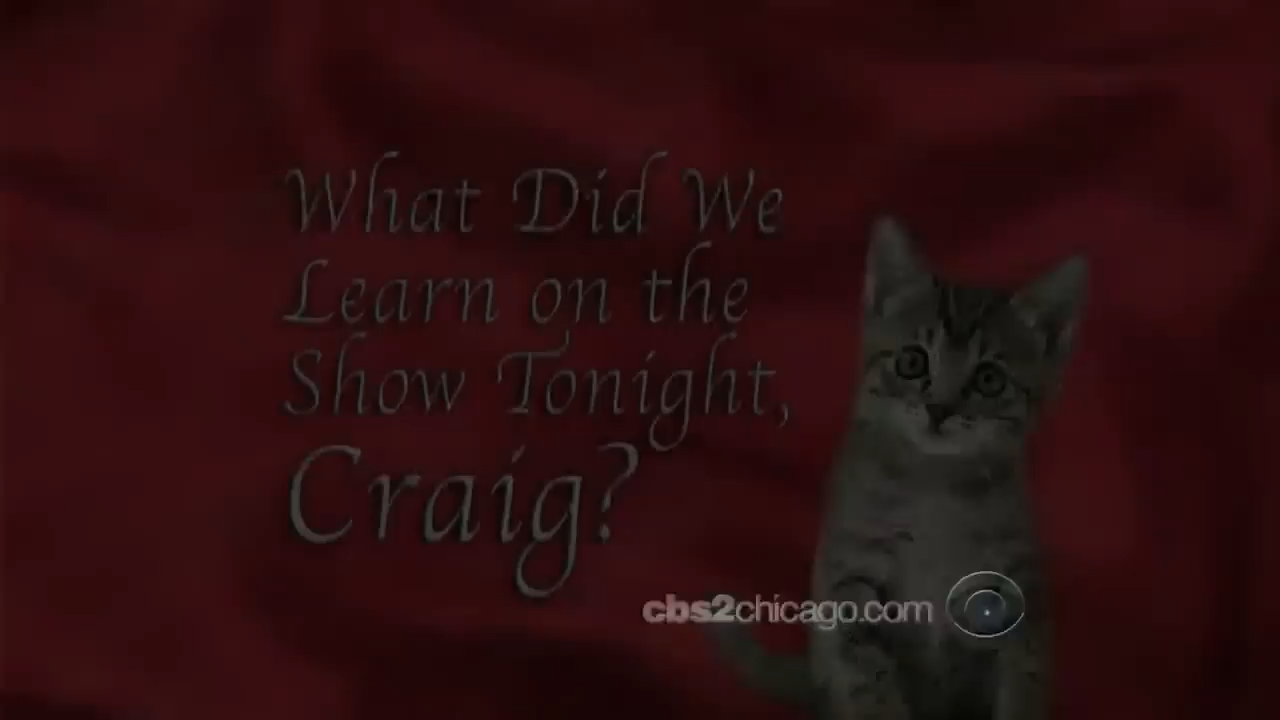 What Did We
Learn on the
Show Tonight,
Craig?
cbs2chicago.com